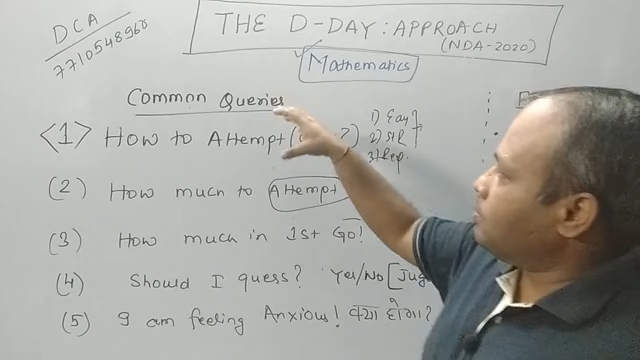 DCA
7710548960
THE D-DAY: APPROACH
(NDA-2020)
Mathematics
Common Queries
<1> HOW TO Attempt ?)
1) Easy
2)
3) Rep.
(2) HOW much to Attempt
(3) HOW much in 1st Go!
(4) Should I guess? Yes/No
(5) I am feeling Anxious! क्या होगा?